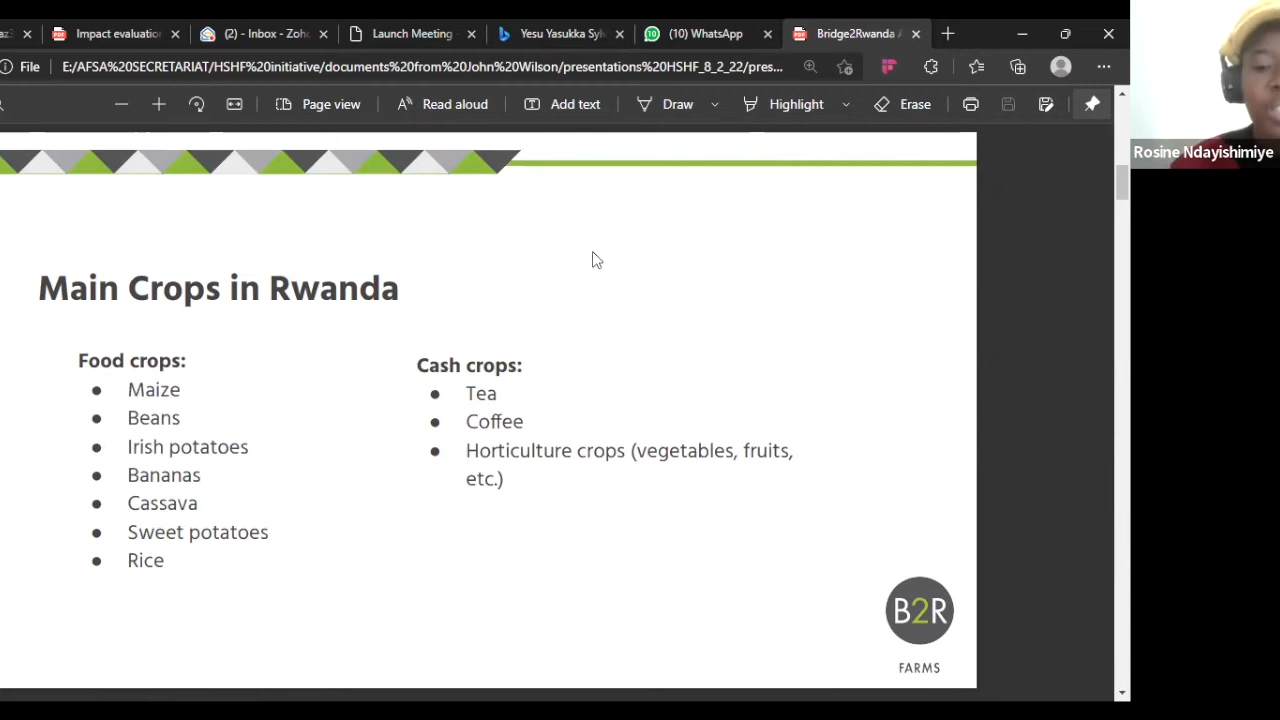 Impact evaluation
(2) - Inbox - Zoho
Launch Meeting
Yesu Yasukka Sylv
(10) WhatsApp
Bridge2Rwanda A
File
E:/AFSA%20SECRETARIAT/HSHF%20initiative/documents%20from%20John%20Wilson/presentations%20HSHF_8_2_22/pres...
Page view
Read aloud
Add text
Draw
Highlight
Erase
Rosine Ndayishimiye
Main Crops in Rwanda
Food crops:
● Maize
● Beans
● Irish potatoes
● Bananas
● Cassava
● Sweet potatoes
● Rice
Cash crops:
● Tea
● Coffee
● Horticulture crops (vegetables, fruits,
etc.)
B2R
FARMS